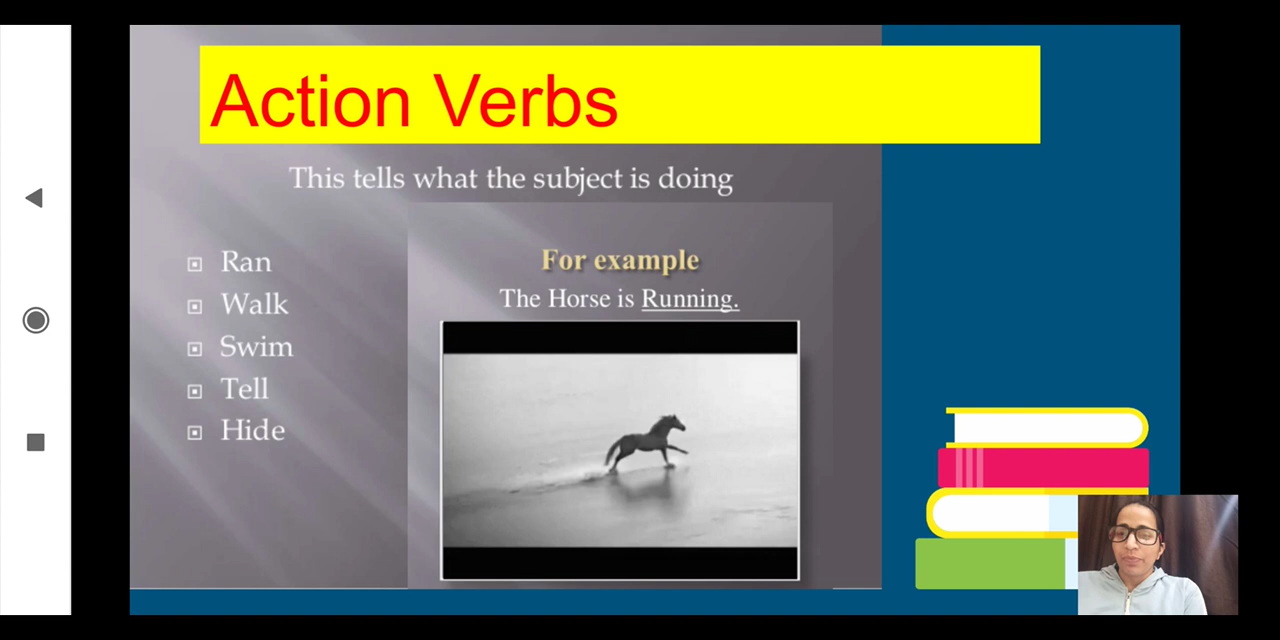 Action Verbs
This tells what the subject is doing
Ran
Walk
Swim
Tell
Hide
For example
The Horse is Running.